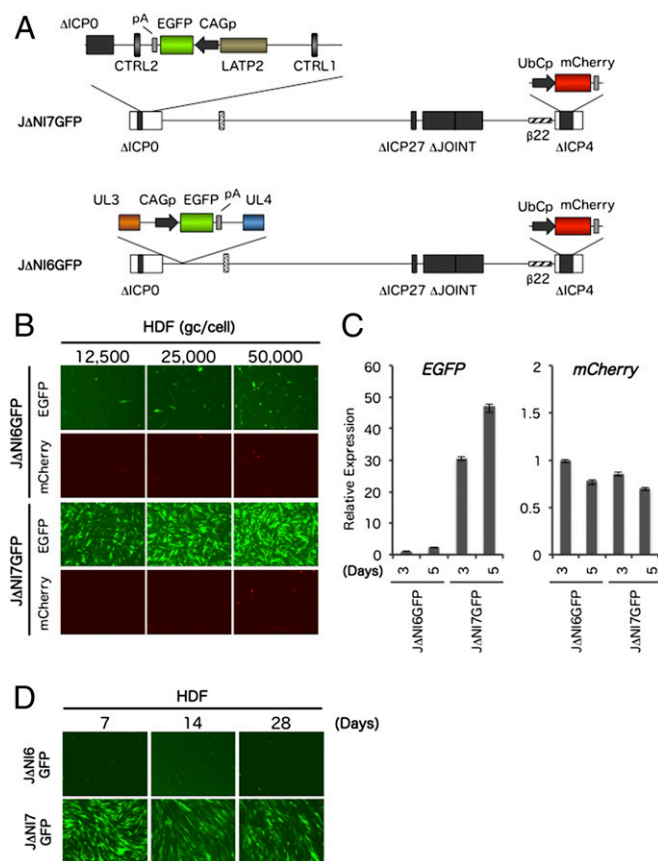 A
ΔICP0
pA EGFP CAGp
CTRL2 LATP2 CTRL1
UbCp mCherry
JΔNI7GFP
ΔICP0 ΔICP27 ΔJOINT β22 ΔICP4
UL3 CAGp EGFP pA UL4
UbCp mCherry
JΔNI6GFP
ΔICP0 ΔICP27 ΔJOINT β22 ΔICP4
B
HDF (gc/cell)
12,500 25,000 50,000
JΔNI6GFP
EGFP
mCherry
JΔNI7GFP
EGFP
mCherry
C
EGFP
Relative Expression
60
50
40
30
20
10
0
(Days) 3 5 3 5
JΔNI6GFP JΔNI7GFP
mCherry
2
1.5
1
0.5
0
3 5 3 5
JΔNI6GFP JΔNI7GFP
D
HDF
7 14 28 (Days)
JΔNI6
GFP
JΔNI7
GFP